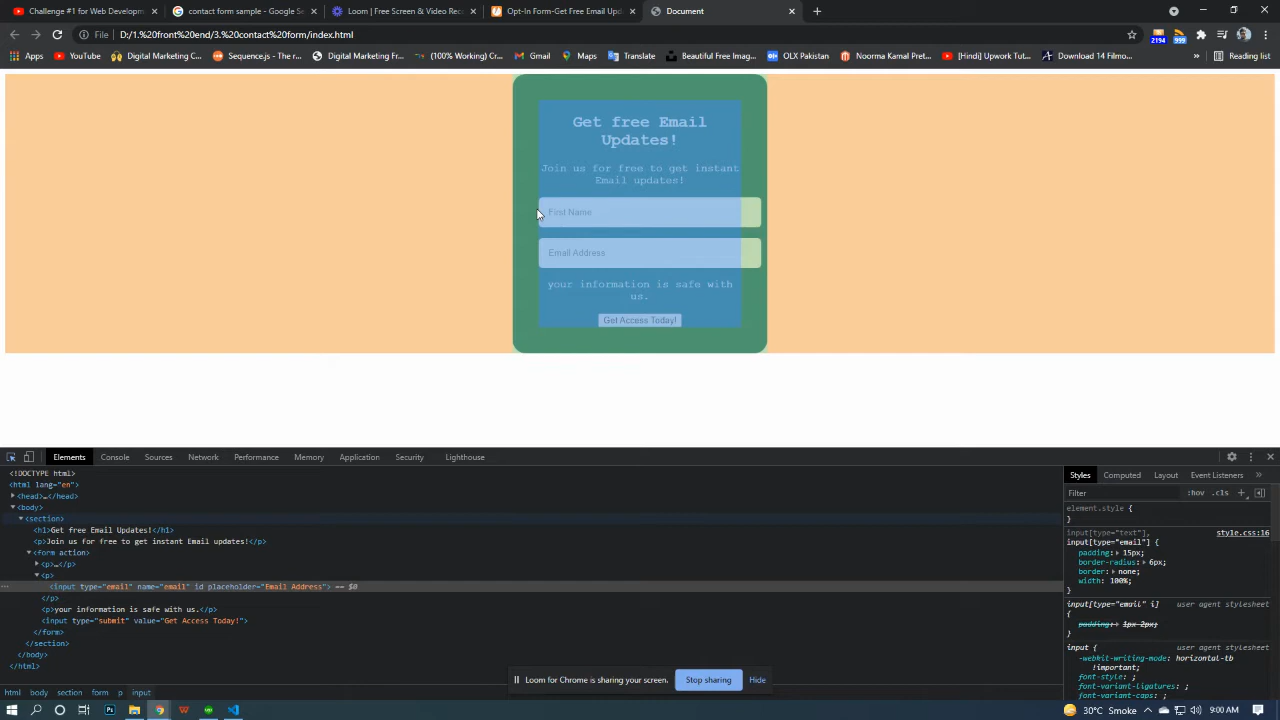 Challenge #1 for Web Developm
contact form sample - Google Se
Loom | Free Screen & Video Rec
Opt-In Form-Get Free Email Upd
Document
File
D:/1.%20front%20end/3.%20contact%20form/index.html
2194
999
Apps
YouTube
Digital Marketing C...
Sequence.js - The r...
Digital Marketing Fr...
(100% Working) Cr...
Gmail
Maps
Translate
Beautiful Free Imag...
OLX Pakistan
Noorma Kamal Pret...
[Hindi] Upwork Tut...
Download 14 Filmo...
»
Reading list
Get free Email
Updates!
Join us for free to get instant
Email updates!
First Name
Email Address
your information is safe with
us.
Get Access Today!
Elements
Console
Sources
Network
Performance
Memory
Application
Security
Lighthouse
<!DOCTYPE html>
<html lang="en">
<head>…</head>
<body>
<section>
<h1>Get free Email Updates!</h1>
<p>Join us for free to get instant Email updates!</p>
<form action>
<p>…</p>
<p>
<input type="email" name="email" id placeholder="Email Address"> == $0
</p>
<p>your information is safe with us.</p>
<input type="submit" value="Get Access Today!">
</form>
</section>
</body>
</html>
html body section form p input
Styles
Computed
Layout
Event Listeners
»
Filter
:hov
.cls
+
element.style {
}
input[type="text"],
style.css:16
input[type="email"] {
padding: 15px;
border-radius: 6px;
border: none;
width: 100%;
}
input[type="email" i]
user agent stylesheet
{
padding: 1px 2px;
}
input {
user agent stylesheet
-webkit-writing-mode: horizontal-tb
!important;
font-style: ;
font-variant-ligatures: ;
font-variant-caps: ;
Loom for Chrome is sharing your screen.
Stop sharing
Hide
30°C Smoke
9:00 AM